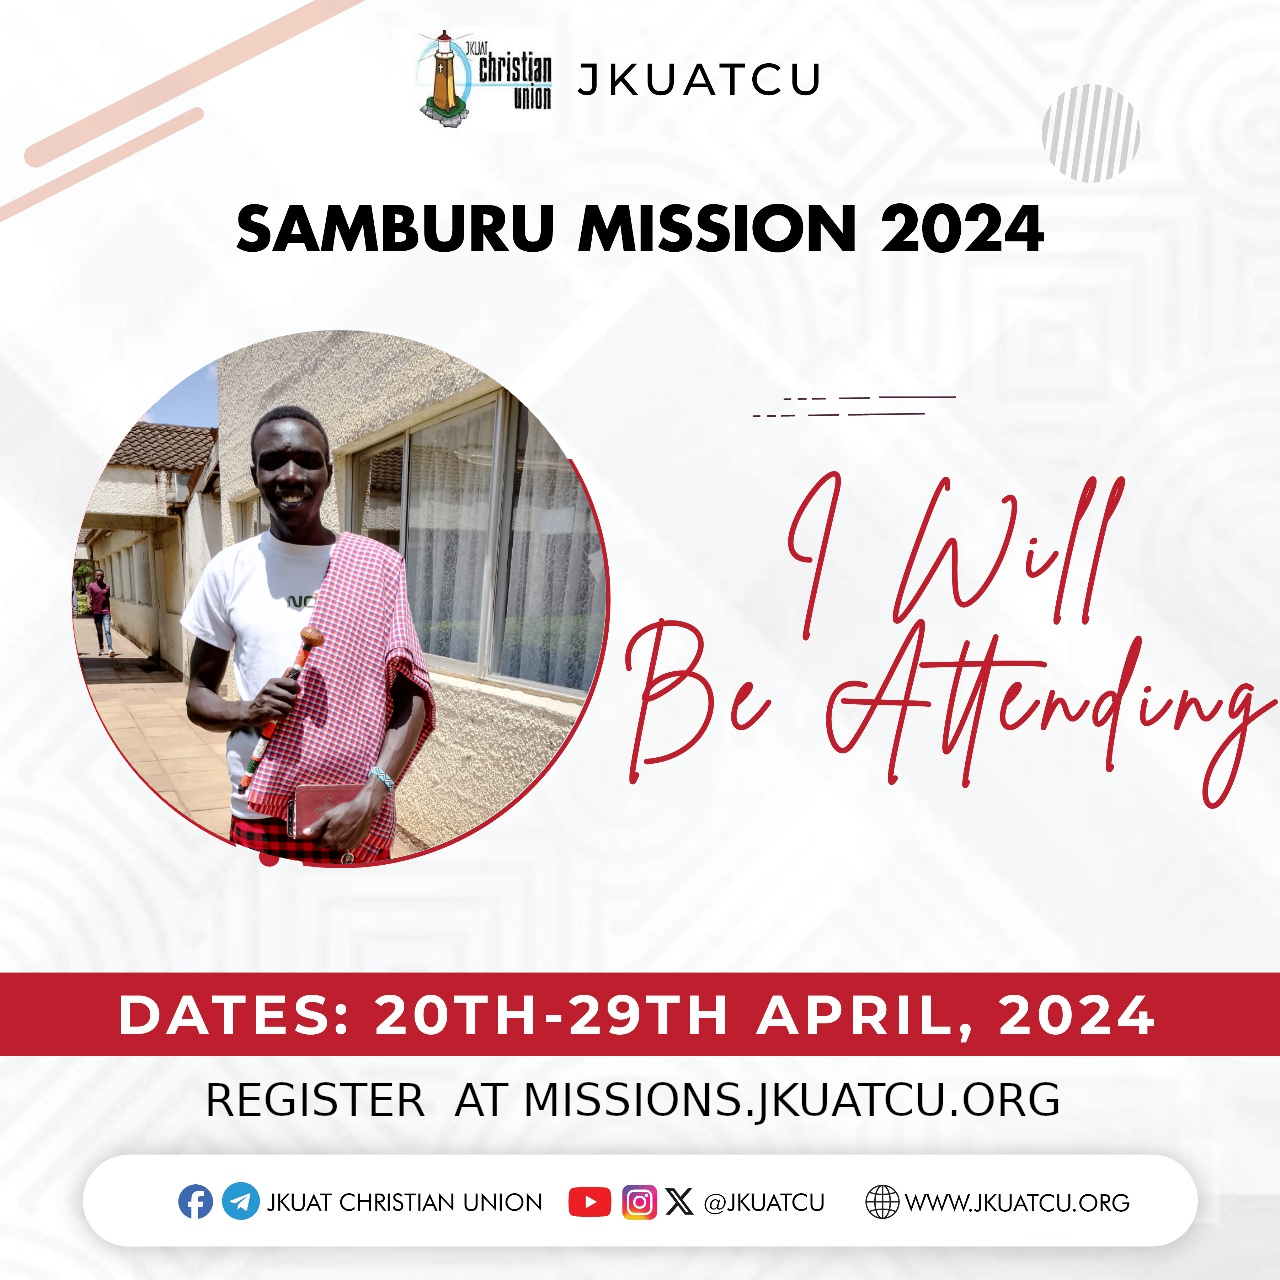 JKUAT
christian
union
JKUATCU
SAMBURU MISSION 2024
I Will
Be Attending
DATES: 20TH-29TH APRIL, 2024
REGISTER AT MISSIONS.JKUATCU.ORG
JKUAT CHRISTIAN UNION @JKUATCU WWW.JKUATCU.ORG